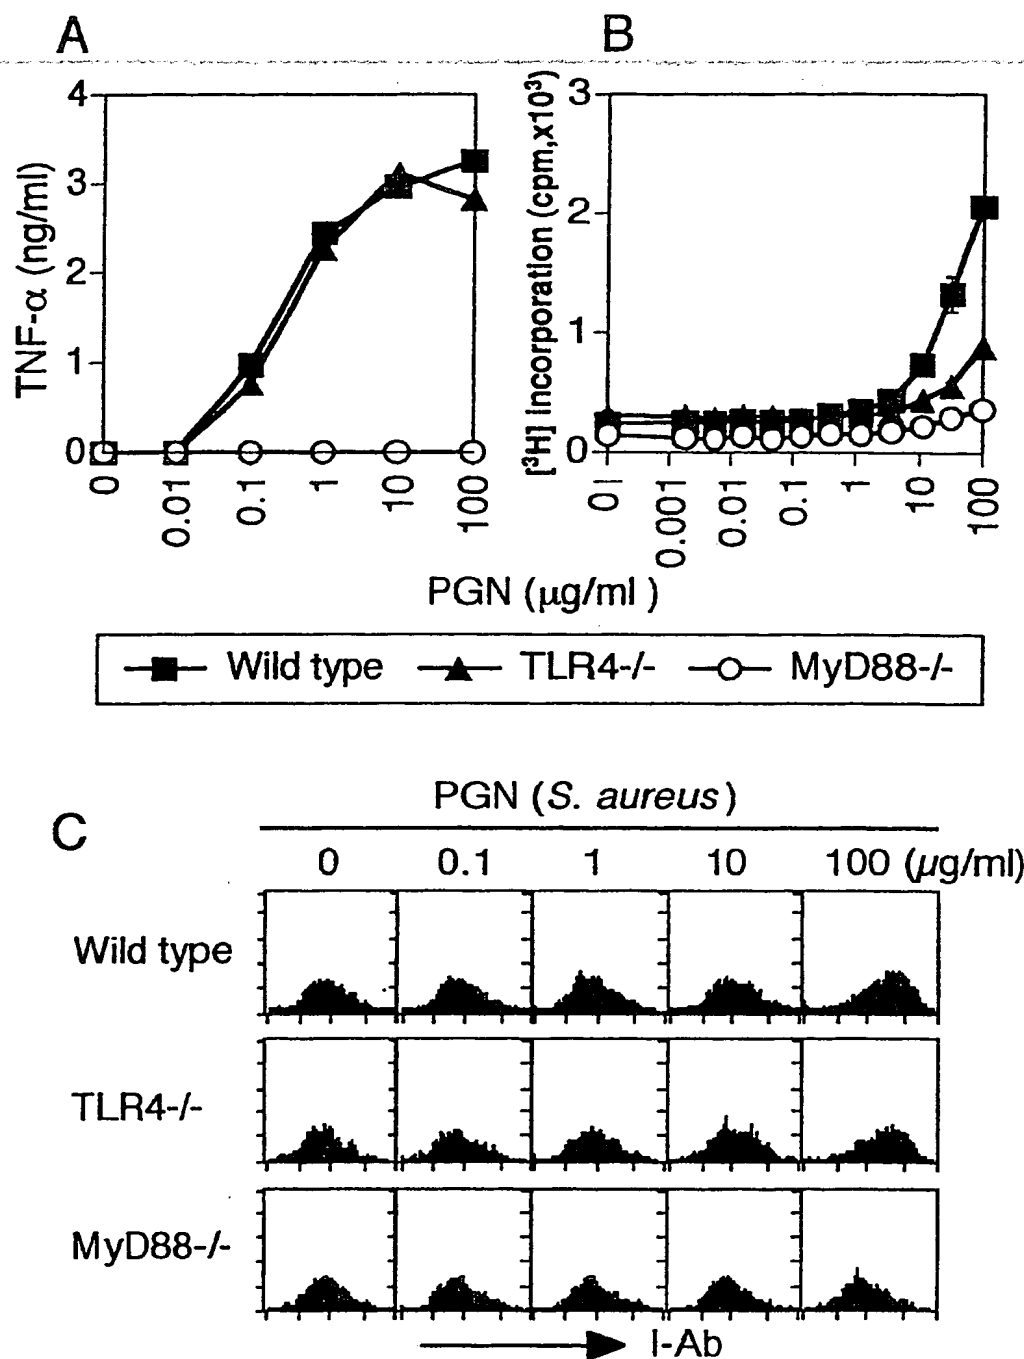 A
B
4
3
2
1
0
TNF-α (ng/ml)
0
0.01
0.1
1
10
100
3
2
1
0
[³H] incorporation (cpm,x10³)
0
0.001
0.01
0.1
1
10
100
PGN (μg/ml )
Wild type TLR4-/- MyD88-/-
PGN (S. aureus)
C
0 0.1 1 10 100 (μg/ml)
Wild type
TLR4-/-
MyD88-/-
I-Ab